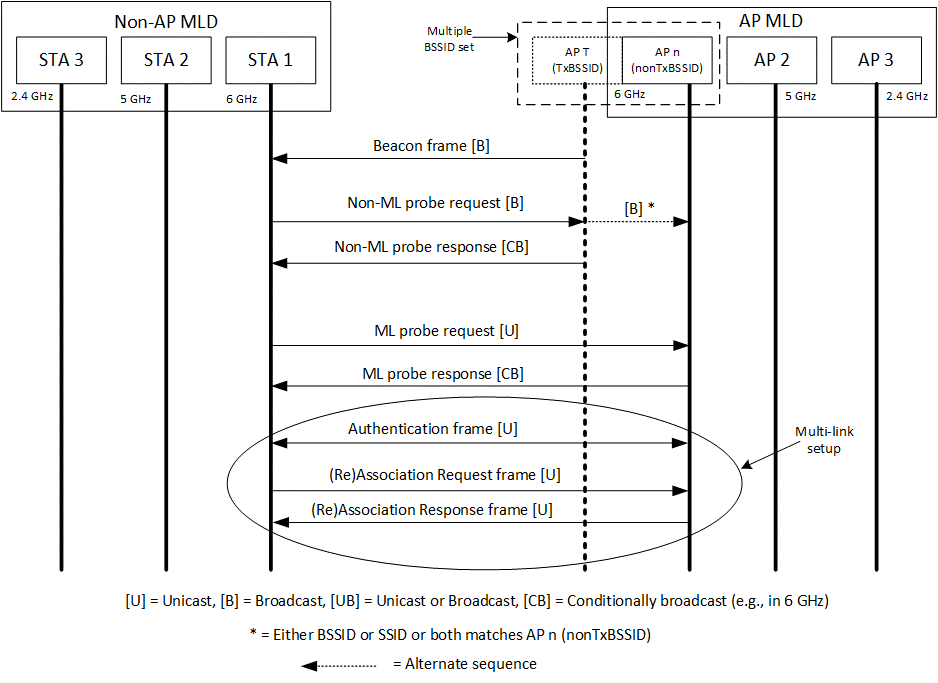 Non-AP MLD
STA 3
STA 2
STA 1
2.4 GHz
5 GHz
6 GHz
Multiple
BSSID set
AP T
(TxBSSID)
AP MLD
AP n
(nonTxBSSID)
AP 2
AP 3
6 GHz
5 GHz
2.4 GHz
Beacon frame [B]
Non-ML probe request [B]
[B] *
Non-ML probe response [CB]
ML probe request [U]
ML probe response [CB]
Authentication frame [U]
Multi-link
setup
(Re)Association Request frame [U]
(Re)Association Response frame [U]
[U] = Unicast, [B] = Broadcast, [UB] = Unicast or Broadcast, [CB] = Conditionally broadcast (e.g., in 6 GHz)
* = Either BSSID or SSID or both matches AP n (nonTxBSSID)
= Alternate sequence